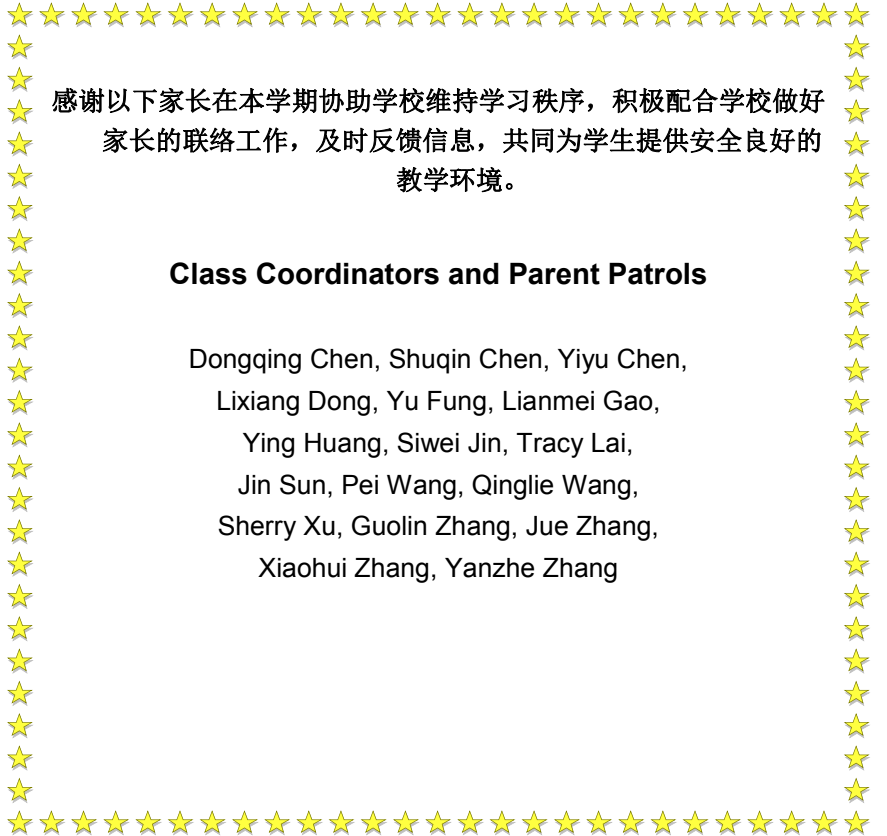 感谢以下家长在本学期协助学校维持学习秩序，积极配合学校做好
家长的联络工作，及时反馈信息，共同为学生提供安全良好的
教学环境。
Class Coordinators and Parent Patrols
Dongqing Chen, Shuqin Chen, Yiyu Chen,
Lixiang Dong, Yu Fung, Lianmei Gao,
Ying Huang, Siwei Jin, Tracy Lai,
Jin Sun, Pei Wang, Qinglie Wang,
Sherry Xu, Guolin Zhang, Jue Zhang,
Xiaohui Zhang, Yanzhe Zhang